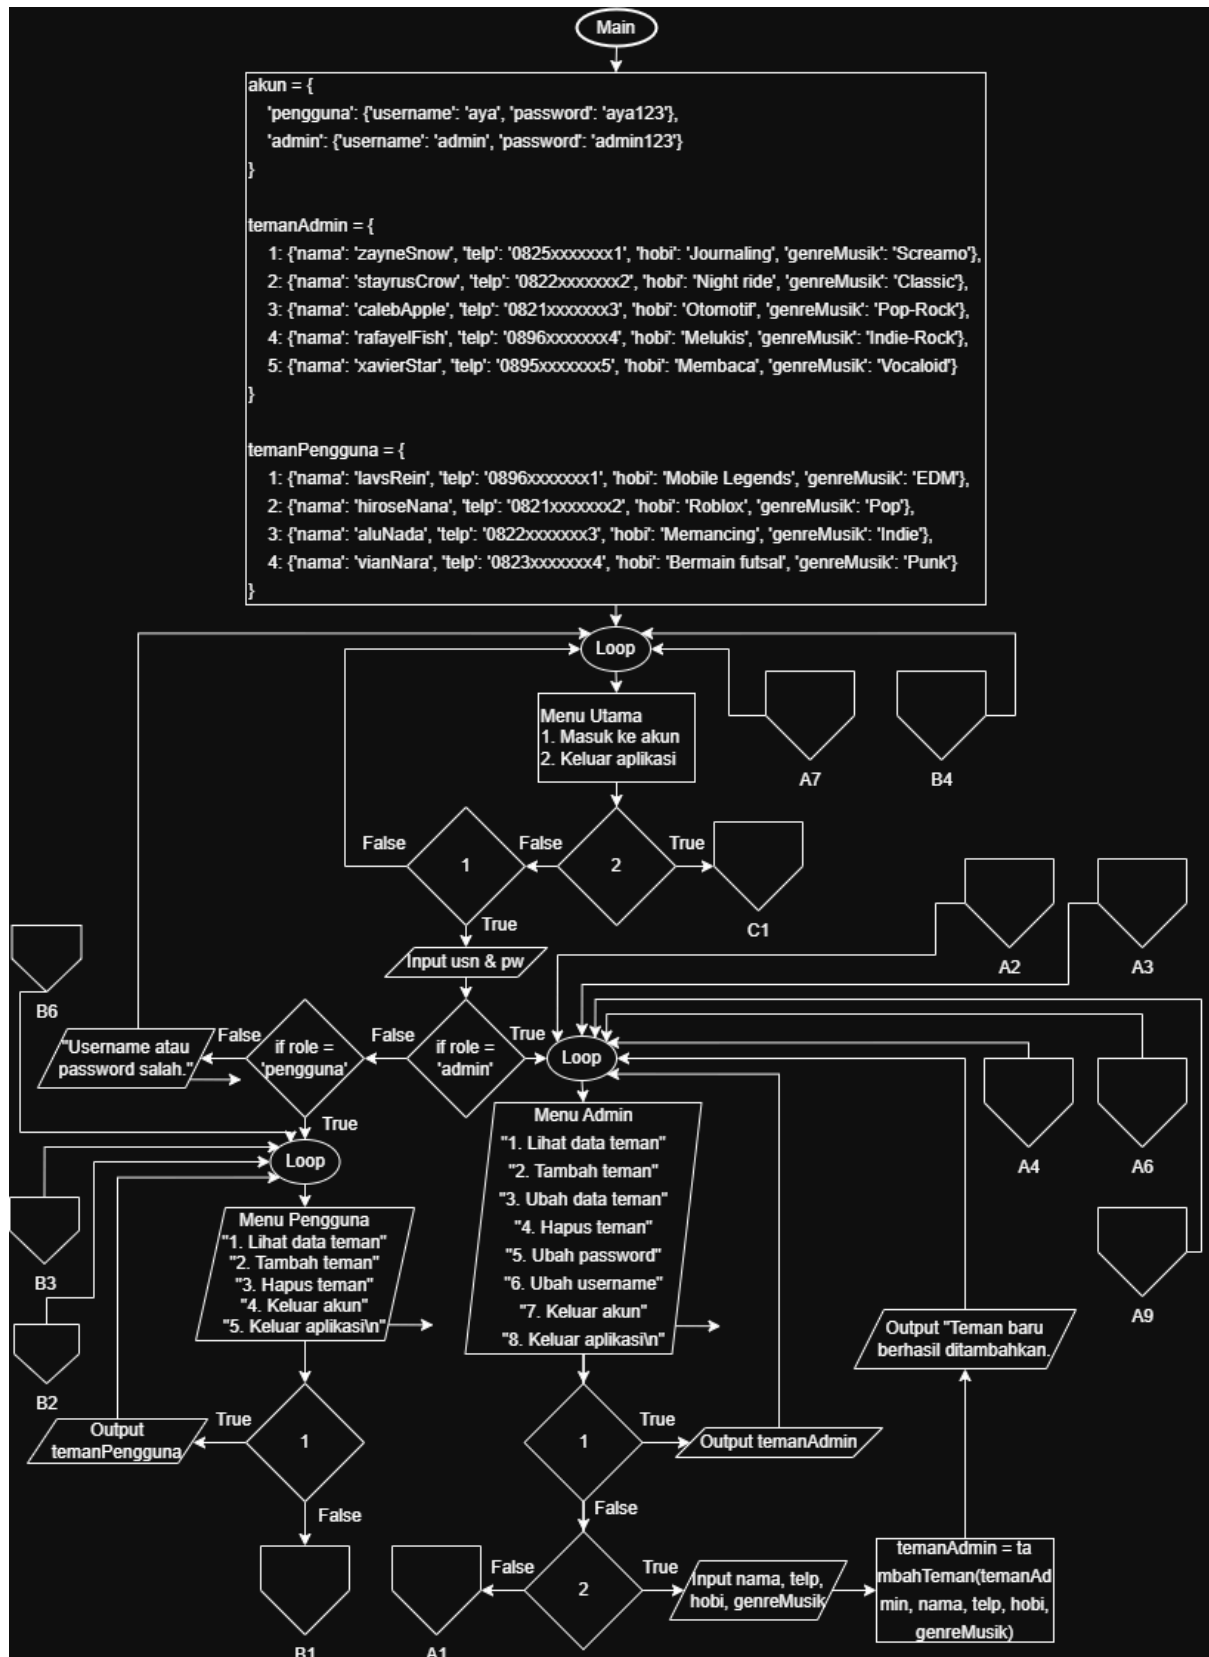 Main
akun = {
'pengguna': {'username': 'aya', 'password': 'aya123'},
'admin': {'username': 'admin', 'password': 'admin123'}
}
temanAdmin = {
1: {'nama': 'zayneSnow', 'telp': '0825xxxxxxx1', 'hobi': 'Journaling', 'genreMusik': 'Screamo'},
2: {'nama': 'stayrusCrow', 'telp': '0822xxxxxxx2', 'hobi': 'Night ride', 'genreMusik': 'Classic'},
3: {'nama': 'calebApple', 'telp': '0821xxxxxxx3', 'hobi': 'Otomotif', 'genreMusik': 'Pop-Rock'},
4: {'nama': 'rafayelFish', 'telp': '0896xxxxxxx4', 'hobi': 'Melukis', 'genreMusik': 'Indie-Rock'},
5: {'nama': 'xavierStar', 'telp': '0895xxxxxxx5', 'hobi': 'Membaca', 'genreMusik': 'Vocaloid'}
}
temanPengguna = {
1: {'nama': 'lavsRein', 'telp': '0896xxxxxxx1', 'hobi': 'Mobile Legends', 'genreMusik': 'EDM'},
2: {'nama': 'hiroseNana', 'telp': '0821xxxxxxx2', 'hobi': 'Roblox', 'genreMusik': 'Pop'},
3: {'nama': 'aluNada', 'telp': '0822xxxxxxx3', 'hobi': 'Memancing', 'genreMusik': 'Indie'},
4: {'nama': 'vianNara', 'telp': '0823xxxxxxx4', 'hobi': 'Bermain futsal', 'genreMusik': 'Punk'}
}
Loop
Menu Utama
1. Masuk ke akun
2. Keluar aplikasi
A7
B4
False
1
False
2
True
C1
True
Input usn & pw
A2
A3
B6
"Username atau
password salah."
False
if role =
'pengguna'
False
if role =
'admin'
True
Loop
True
Loop
A4
A6
Menu Admin
"1. Lihat data teman"
"2. Tambah teman"
"3. Ubah data teman"
"4. Hapus teman"
"5. Ubah password"
"6. Ubah username"
"7. Keluar akun"
"8. Keluar aplikasi\n"
Menu Pengguna
"1. Lihat data teman"
"2. Tambah teman"
"3. Hapus teman"
"4. Keluar akun"
"5. Keluar aplikasi\n"
B3
B2
A9
Output "Teman baru
berhasil ditambahkan.
Output
temanPengguna
True
1
False
B1
1
True
Output temanAdmin
False
A1
False
2
True
Input nama, telp,
hobi, genreMusik
temanAdmin = ta
mbahTeman(temanAd
min, nama, telp, hobi,
genreMusik)